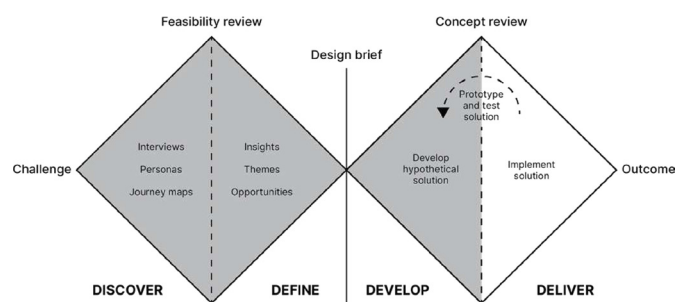 Feasibility review
Concept review
Design brief
Prototype
and test
solution
Interviews
Insights
Challenge
Personas
Themes
Develop
hypothetical
solution
Implement
solution
Outcome
Journey maps
Opportunities
DISCOVER
DEFINE
DEVELOP
DELIVER